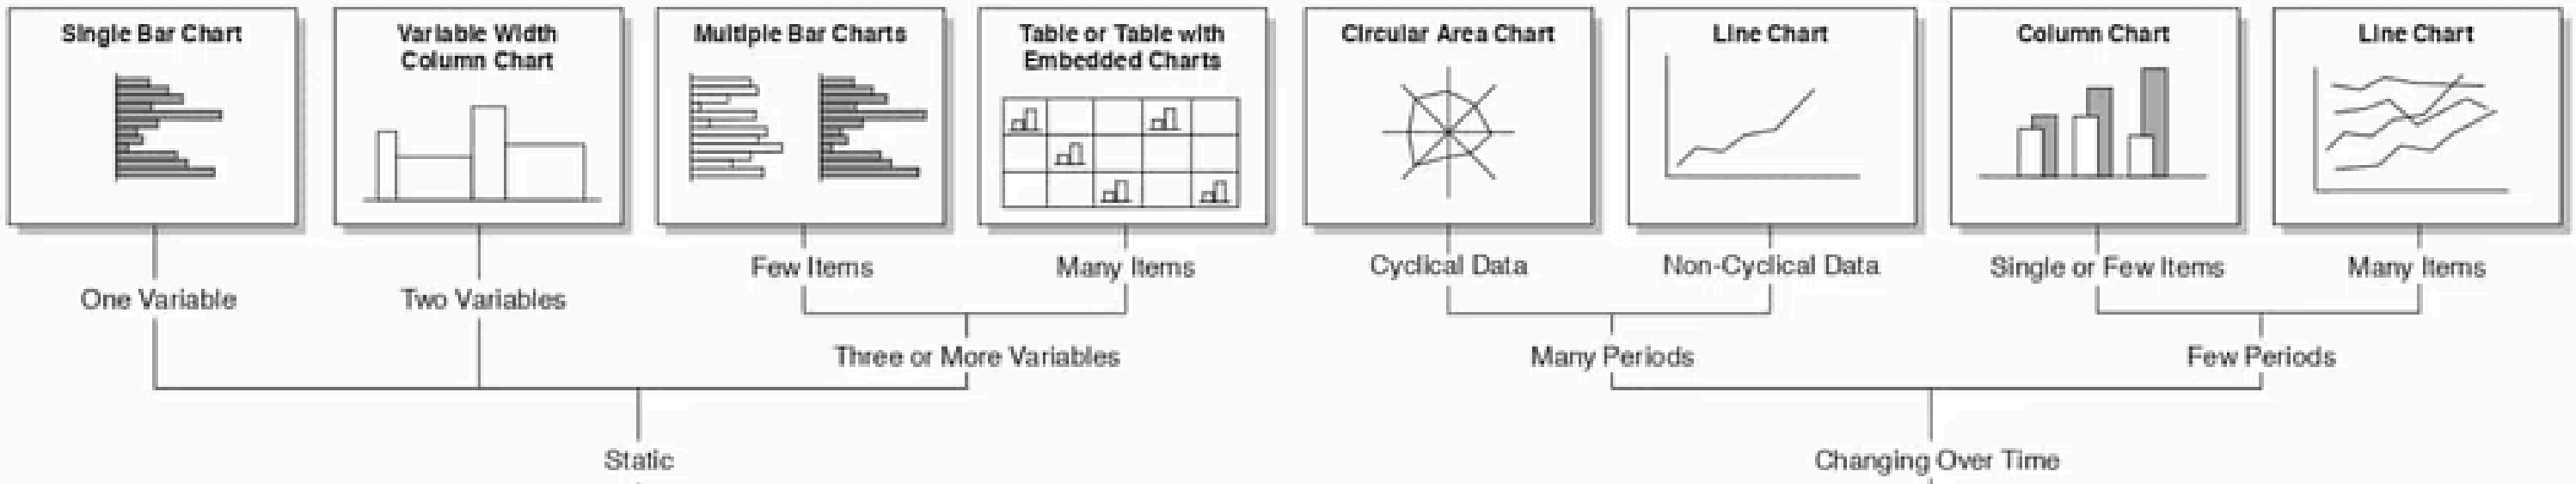 Single Bar Chart
Variable Width
Column Chart
Multiple Bar Charts
Table or Table with
Embedded Charts
Circular Area Chart
Line Chart
Column Chart
Line Chart
Few Items
Many Items
Cyclical Data
Non-Cyclical Data
Single or Few Items
Many Items
One Variable
Two Variables
Three or More Variables
Many Periods
Few Periods
Static
Changing Over Time